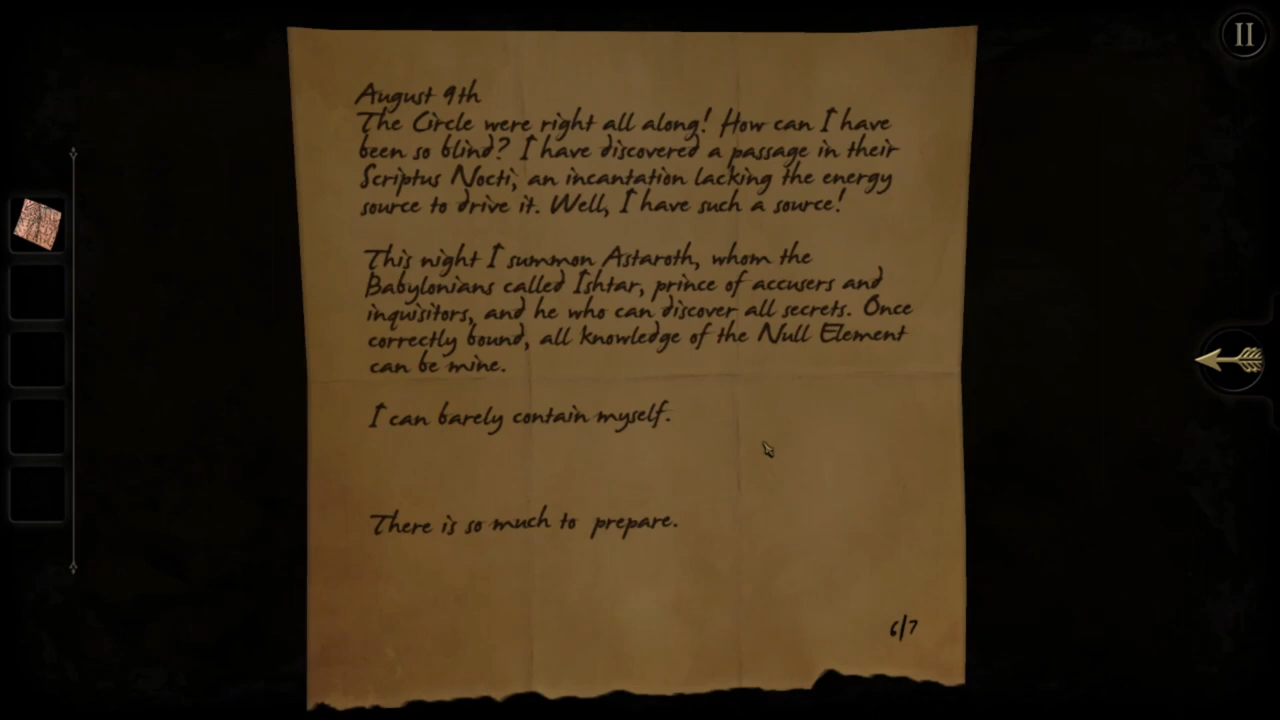 II
August 9th
The Circle were right all along! How can I have
been so blind? I have discovered a passage in their
Scriptus Nocti, an incantation lacking the energy
source to drive it. Well, I have such a source!
This night I summon Astaroth, whom the
Babylonians called Ishtar, prince of accusers and
inquisitors, and he who can discover all secrets. Once
correctly bound, all knowledge of the Null Element
can be mine.
I can barely contain myself.
There is so much to prepare.
6/7